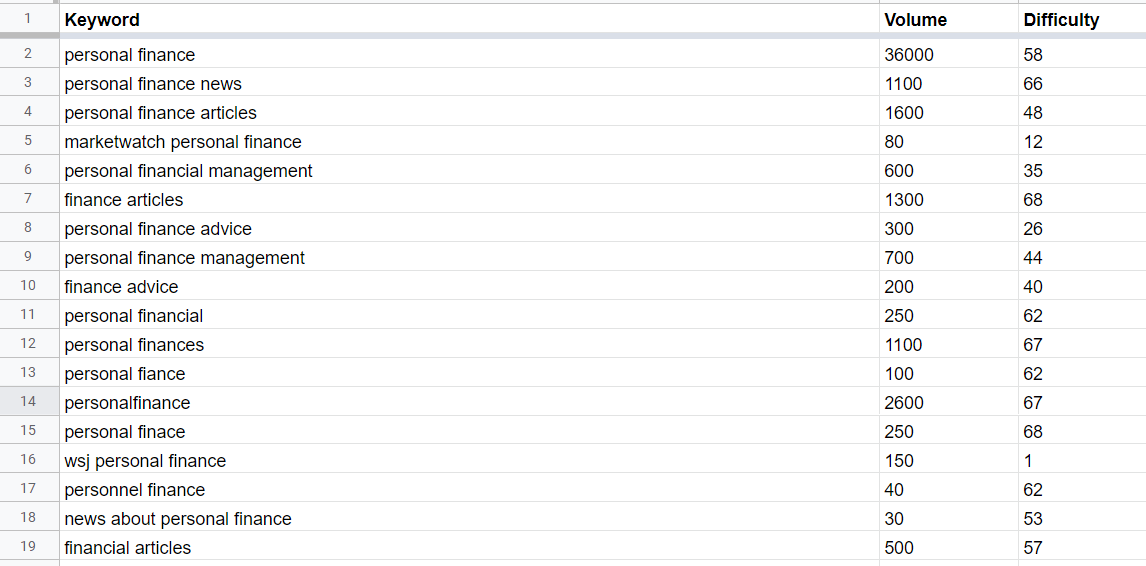 1 Keyword Volume Difficulty
2 personal finance 36000 58
3 personal finance news 1100 66
4 personal finance articles 1600 48
5 marketwatch personal finance 80 12
6 personal financial management 600 35
7 finance articles 1300 68
8 personal finance advice 300 26
9 personal finance management 700 44
10 finance advice 200 40
11 personal financial 250 62
12 personal finances 1100 67
13 personal fiance 100 62
14 personalfinance 2600 67
15 personal finace 250 68
16 wsj personal finance 150 1
17 personnel finance 40 62
18 news about personal finance 30 53
19 financial articles 500 57